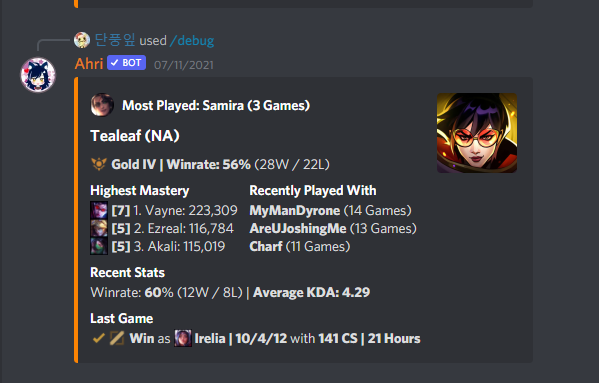 단풍잎 used /debug
Ahri ✓ BOT 07/11/2021
Most Played: Samira (3 Games)
Tealeaf (NA)
Gold IV | Winrate: 56% (28W / 22L)
Highest Mastery Recently Played With
[7] 1. Vayne: 223,309 MyManDyrone (14 Games)
[5] 2. Ezreal: 116,784 AreUJoshingMe (13 Games)
[5] 3. Akali: 115,019 Charf (11 Games)
Recent Stats
Winrate: 60% (12W / 8L) | Average KDA: 4.29
Last Game
Win as Irelia | 10/4/12 with 141 CS | 21 Hours